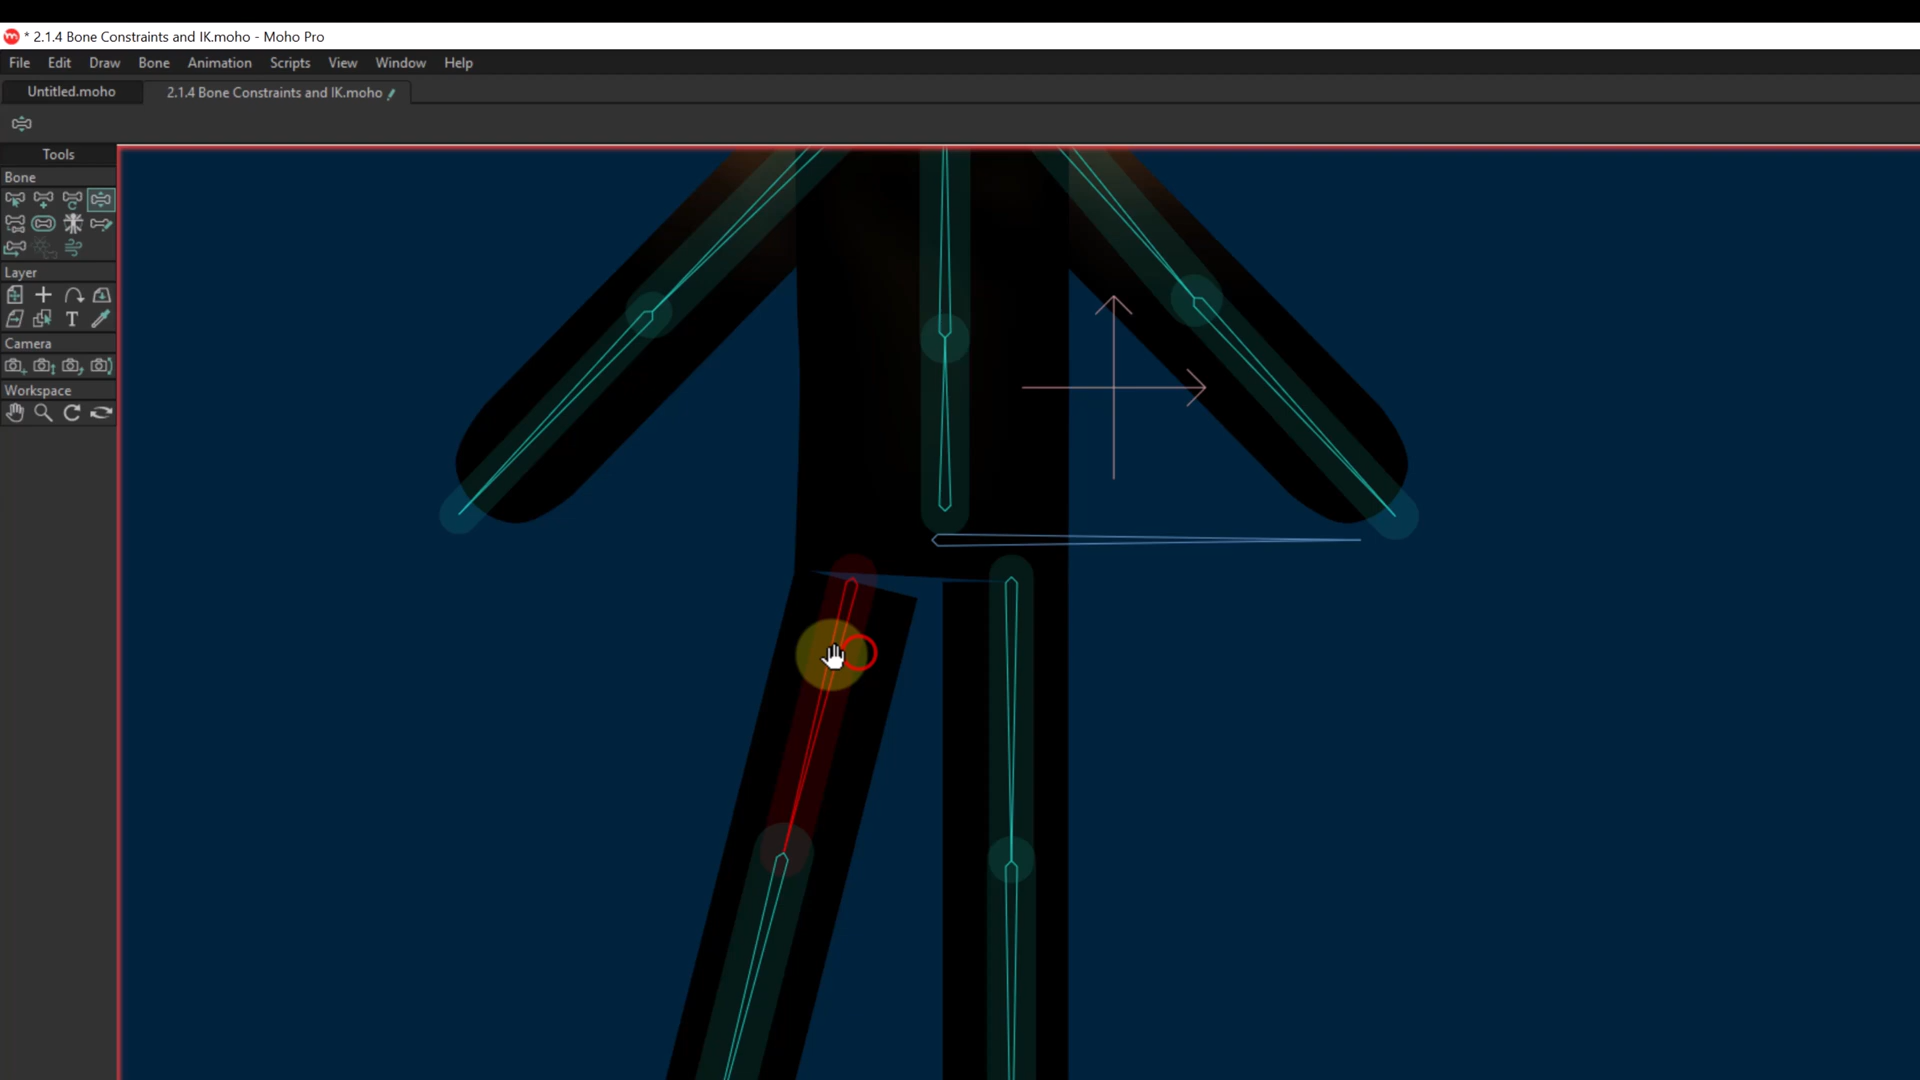 * 2.1.4 Bone Constraints and IK.moho - Moho Pro
File Edit Draw Bone Animation Scripts View Window Help
Untitled.moho 2.1.4 Bone Constraints and IK.moho
Tools
Bone
Layer
T
Camera
Workspace